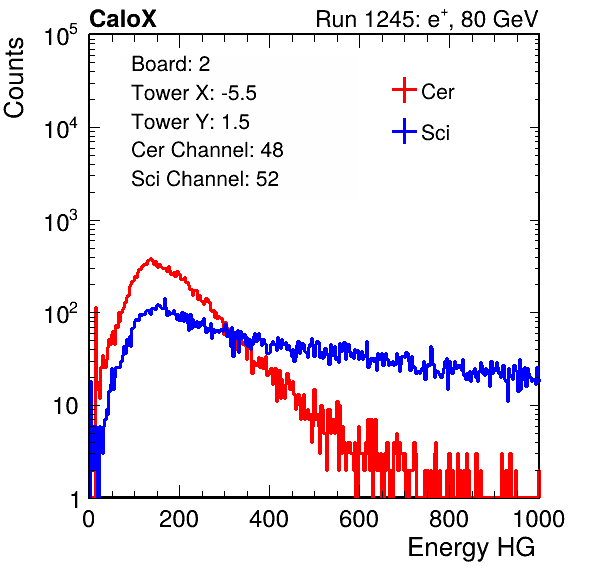 CaloX Run 1245: e⁺, 80 GeV
Counts
10⁵
10⁴
10³
10²
10
1
Board: 2
Tower X: -5.5
Tower Y: 1.5
Cer Channel: 48
Sci Channel: 52
Cer
Sci
0 200 400 600 800 1000
Energy HG